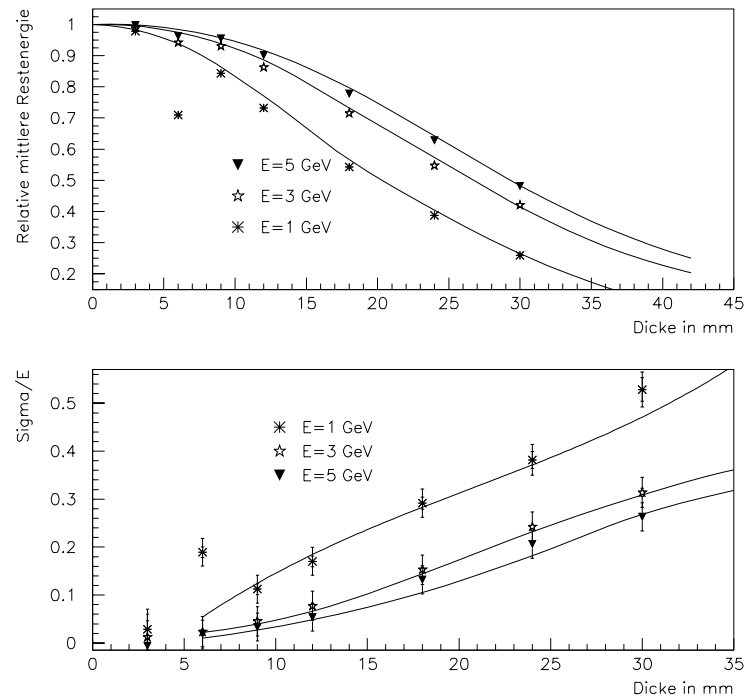 Relative mittlere Restenergie
1
0.9
0.8
0.7
0.6
0.5
0.4
0.3
0.2
E=5 GeV
E=3 GeV
E=1 GeV
0 5 10 15 20 25 30 35 40 45
Dicke in mm
Sigma/E
0.5
0.4
0.3
0.2
0.1
0
E=1 GeV
E=3 GeV
E=5 GeV
0 5 10 15 20 25 30 35
Dicke in mm